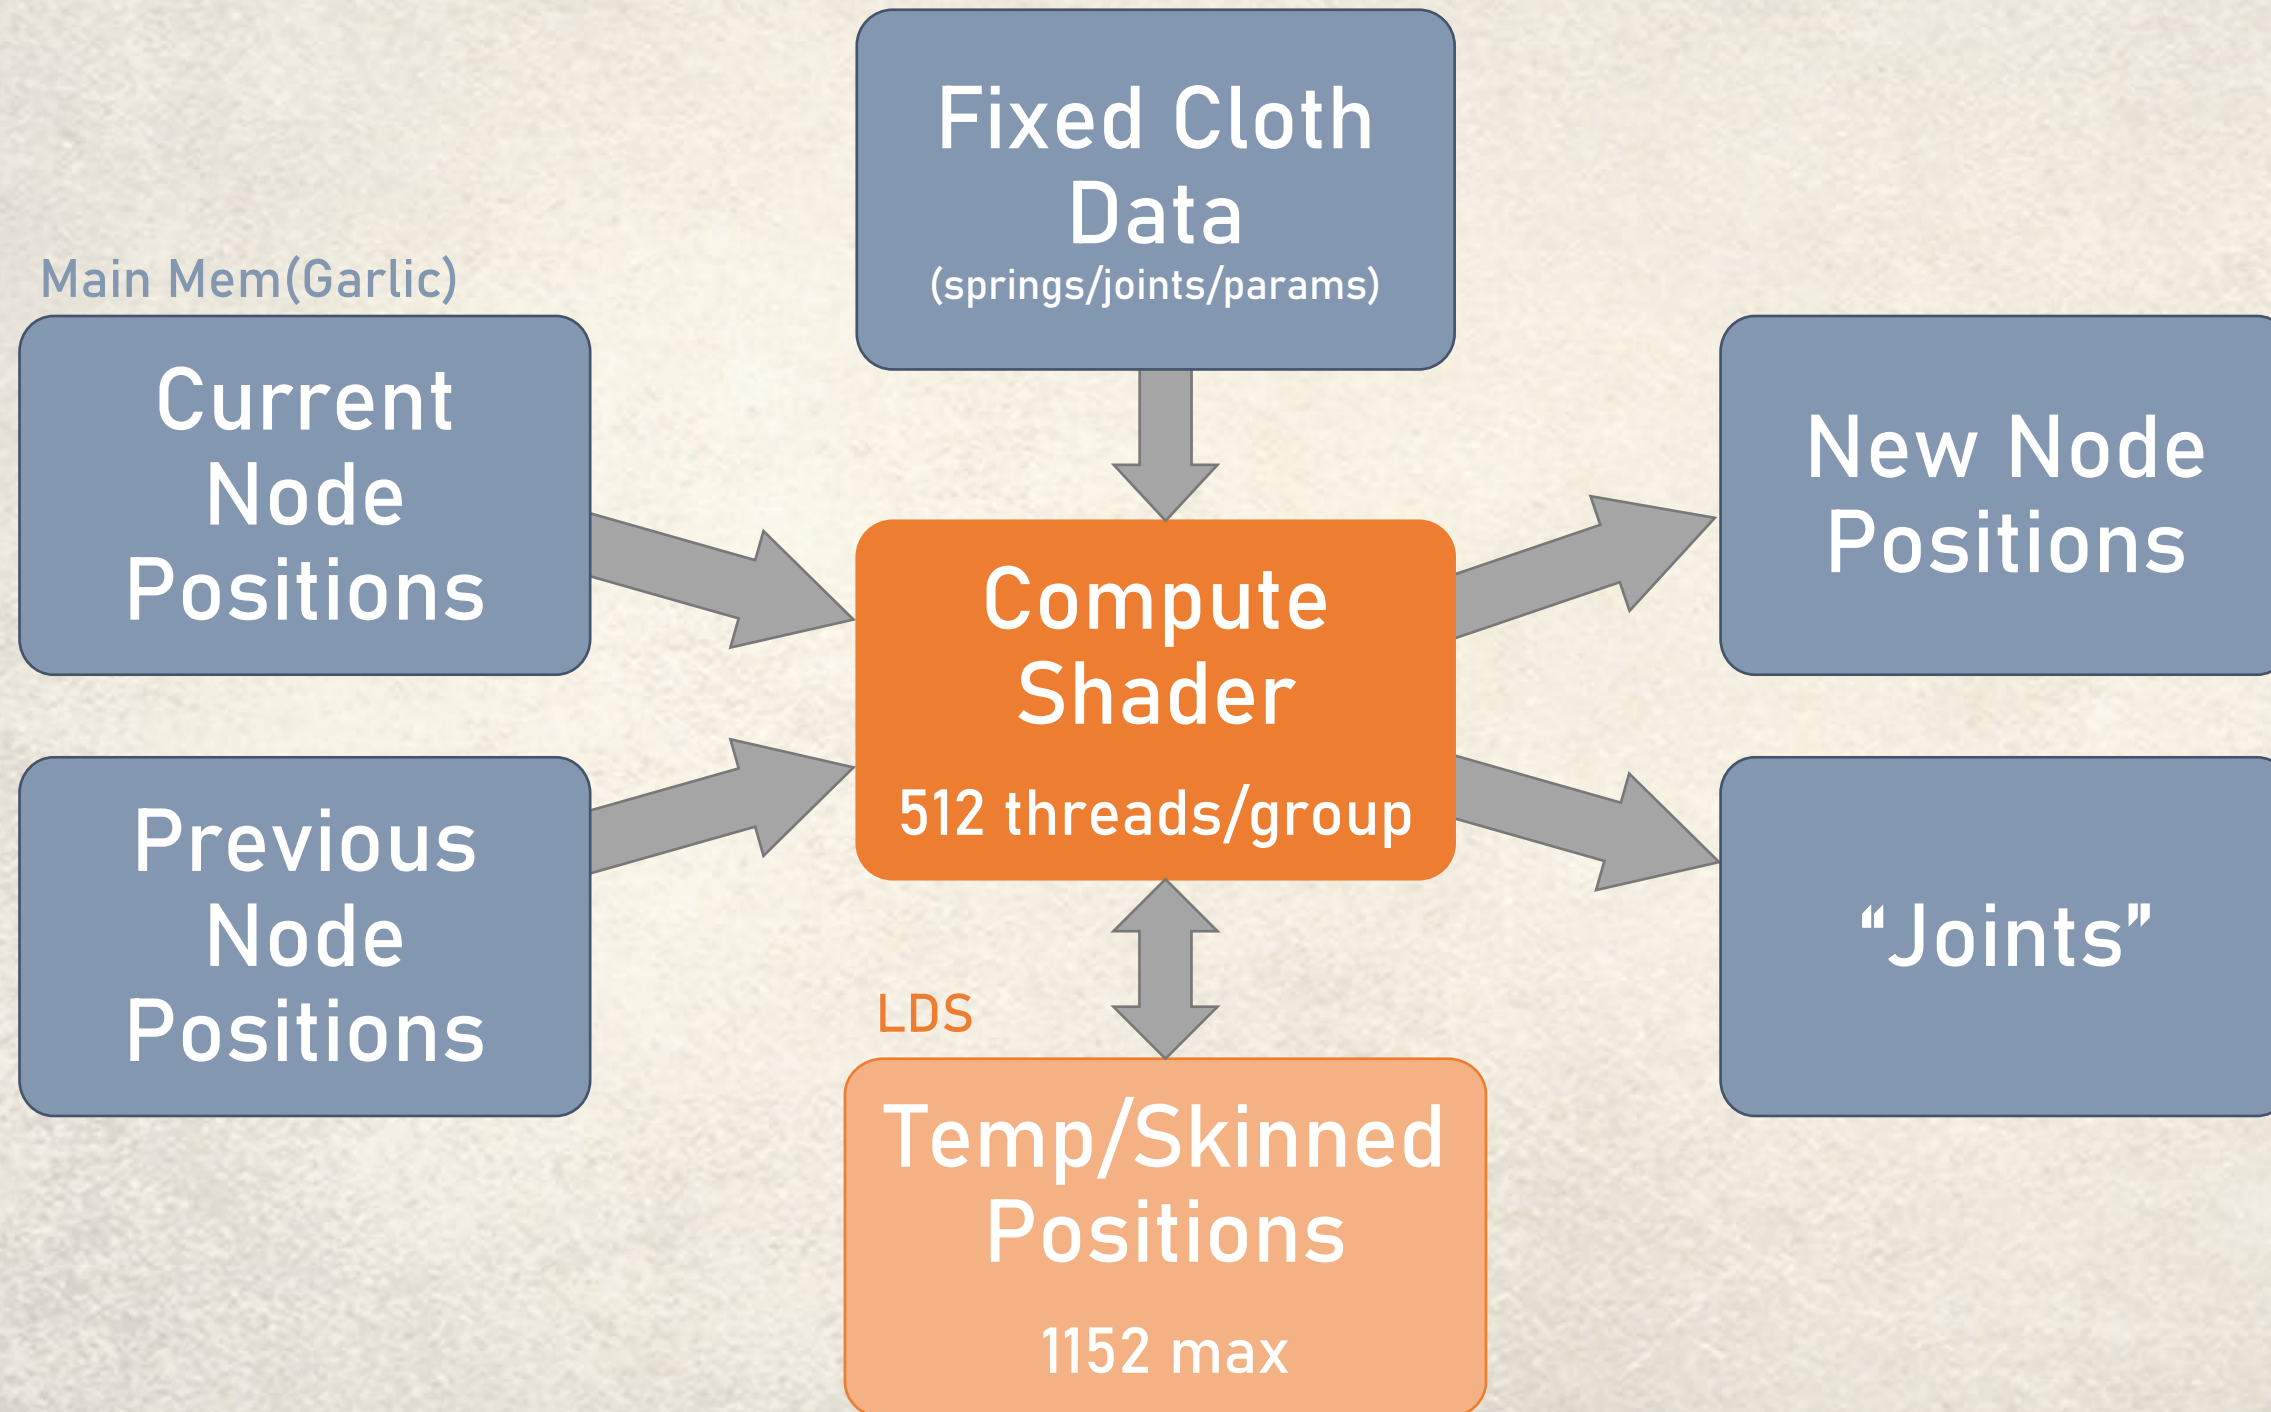 Fixed Cloth
Data
(springs/joints/params)
Main Mem(Garlic)
Current
Node
Positions
New Node
Positions
Compute
Shader
512 threads/group
Previous
Node
Positions
“Joints”
LDS
Temp/Skinned
Positions
1152 max